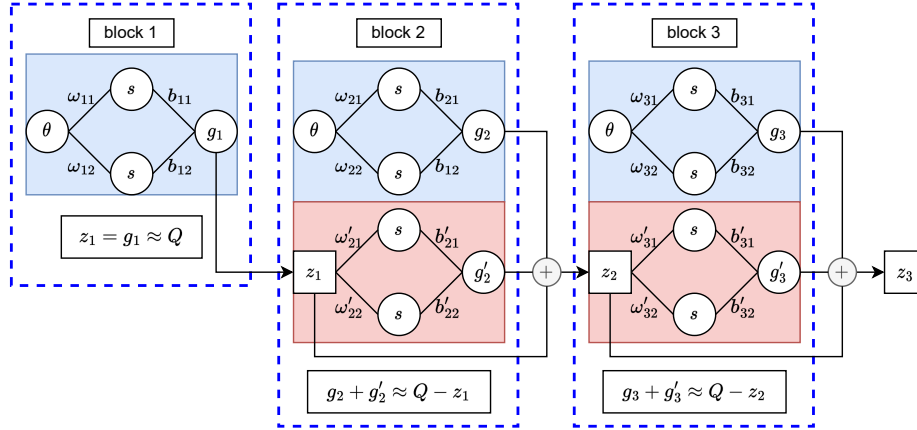 block 1
ω₁₁ s b₁₁
θ g₁
ω₁₂ s b₁₂
z₁ = g₁ ≈ Q
block 2
ω₂₁ s b₂₁
θ g₂
ω₂₂ s b₁₂
ω′₂₁ s b′₂₁
z₁ g′₂ +
ω′₂₂ s b′₂₂
g₂ + g′₂ ≈ Q − z₁
block 3
ω₃₁ s b₃₁
θ g₃
ω₃₂ s b₃₂
ω′₃₁ s b′₃₁
z₂ g′₃ + z₃
ω′₃₂ s b′₃₂
g₃ + g′₃ ≈ Q − z₂